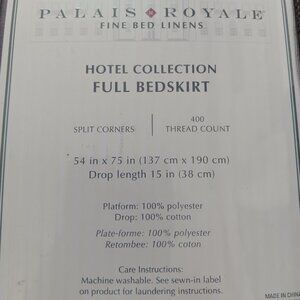 PALAIS ROYALE
FINE BED LINENS
HOTEL COLLECTION
FULL BEDSKIRT
SPLIT CORNERS
400
THREAD COUNT
54 in x 75 in (137 cm x 190 cm)
Drop length 15 in (38 cm)
Platform: 100% polyester
Drop: 100% cotton
Plate-forme: 100% polyester
Retombee: 100% coton
Care Instructions:
Machine washable. See sewn-in label
on product for laundering instructions.
MADE IN CHINA